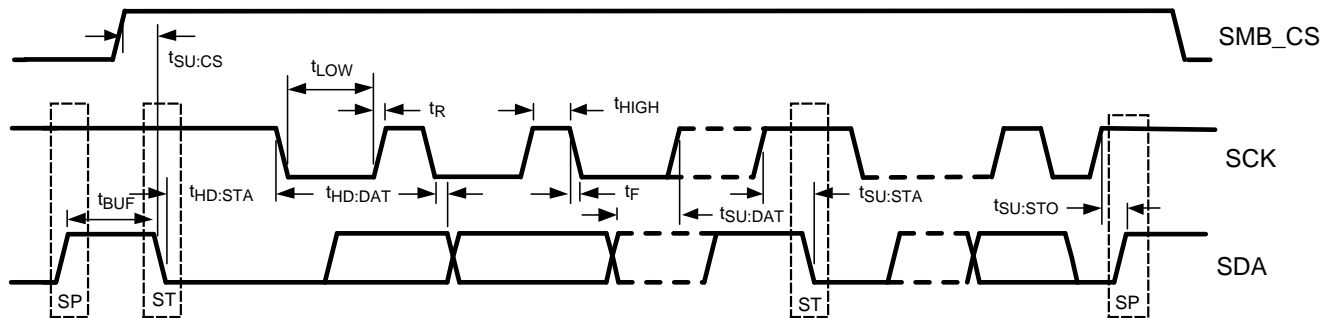 SMB_CS
tSU:CS
tLOW
tR
tHIGH
SCK
tHD:STA
tHD:DAT
tF
tSU:DAT
tSU:STA
tSU:STO
tBUF
SDA
SP
ST
ST
SP